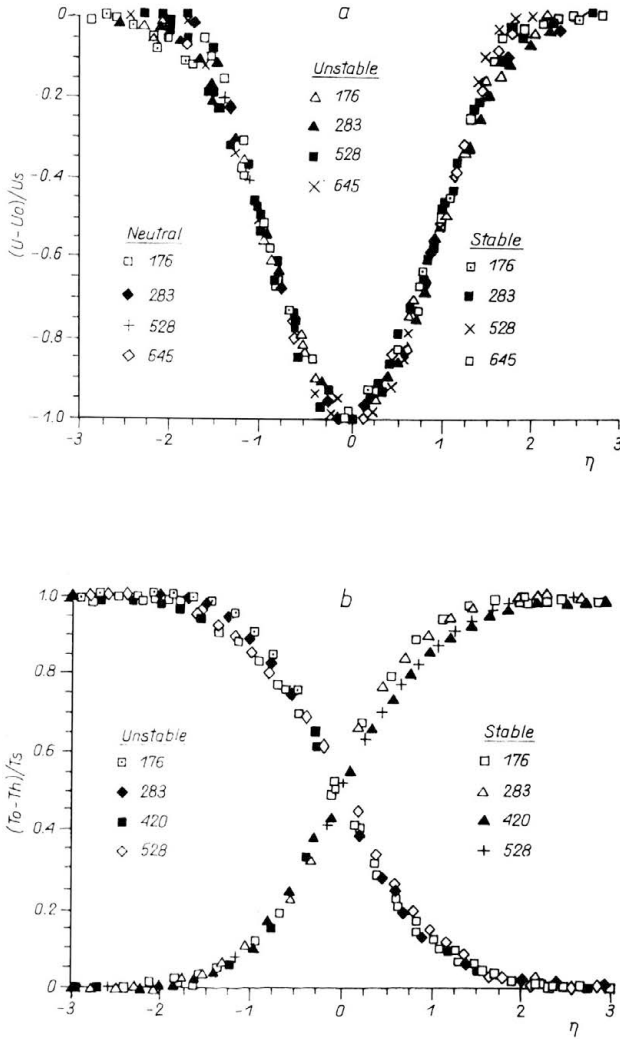 a
0
-0.2
-0.4
-0.6
-0.8
-1.0
(U-Uo)/Us
Unstable
176
283
528
645
Neutral
176
283
528
645
Stable
176
283
528
645
-3 -2 -1 0 1 2 3
η
b
1.0
0.8
0.6
0.4
0.2
0
(To-Th)/Ts
Unstable
176
283
420
528
Stable
176
283
420
528
-3 -2 -1 0 1 2 3
η